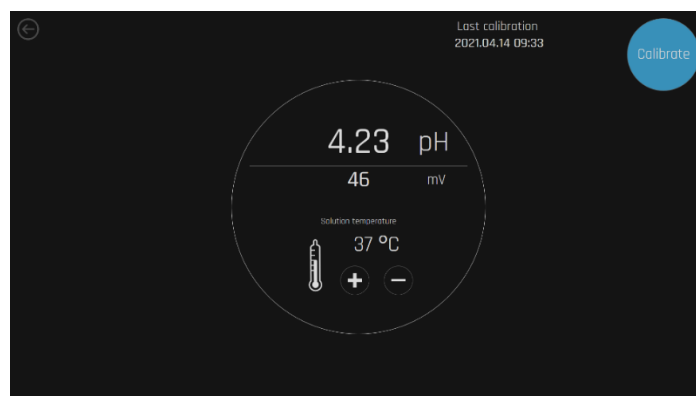 Last calibration
2021.04.14 09:33
Calibrate
4.23 pH
46 mV
Solution temperature
37 °C